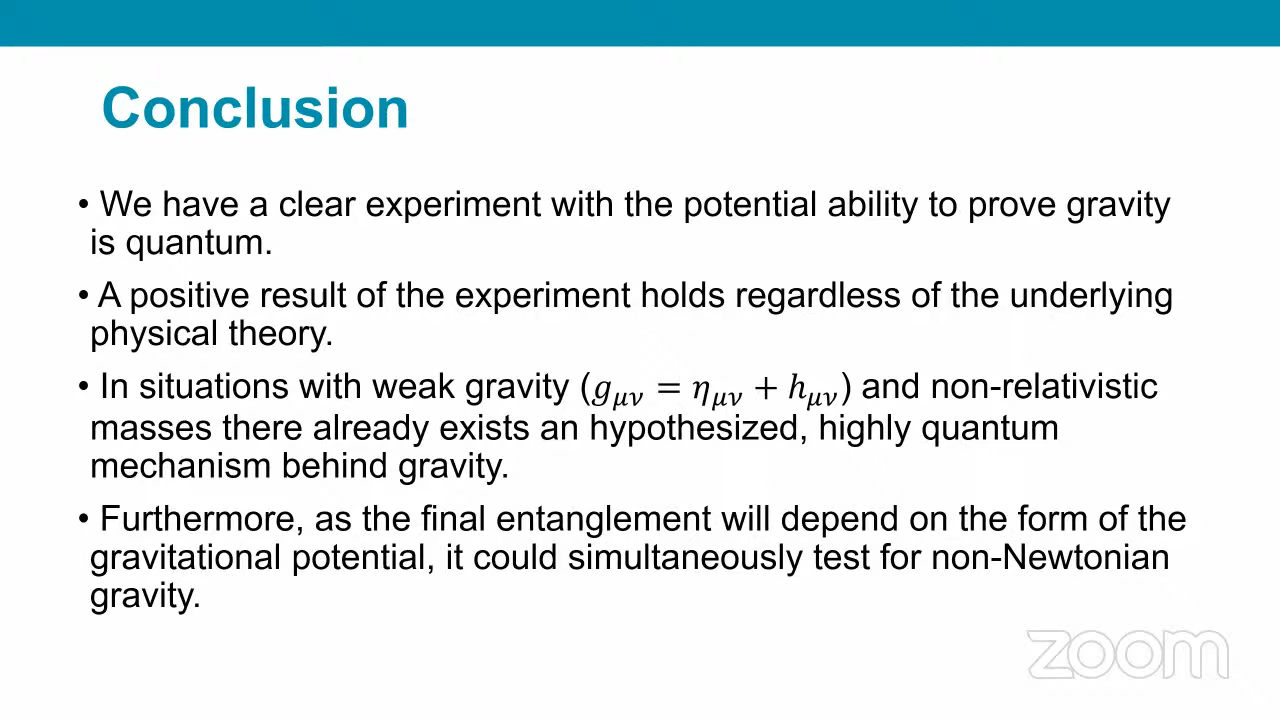 Conclusion
• We have a clear experiment with the potential ability to prove gravity
is quantum.
• A positive result of the experiment holds regardless of the underlying
physical theory.
• In situations with weak gravity (𝑔𝜇𝜈 = 𝜂𝜇𝜈 + ℎ𝜇𝜈) and non-relativistic
masses there already exists an hypothesized, highly quantum
mechanism behind gravity.
• Furthermore, as the final entanglement will depend on the form of the
gravitational potential, it could simultaneously test for non-Newtonian
gravity.
zoom